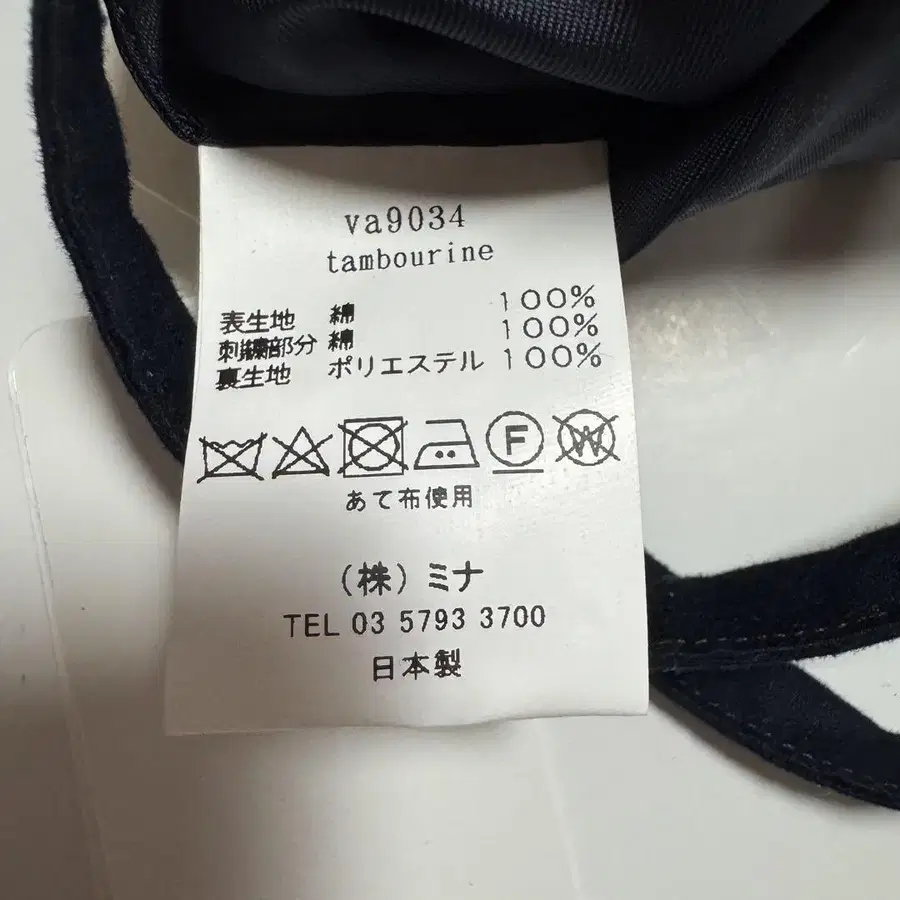 va9034
tambourine
表生地 綿 100%
刺繍部分 綿 100%
裏生地 ポリエステル 100%
F W
あて布使用
(株) ミナ
TEL 03 5793 3700
日本製